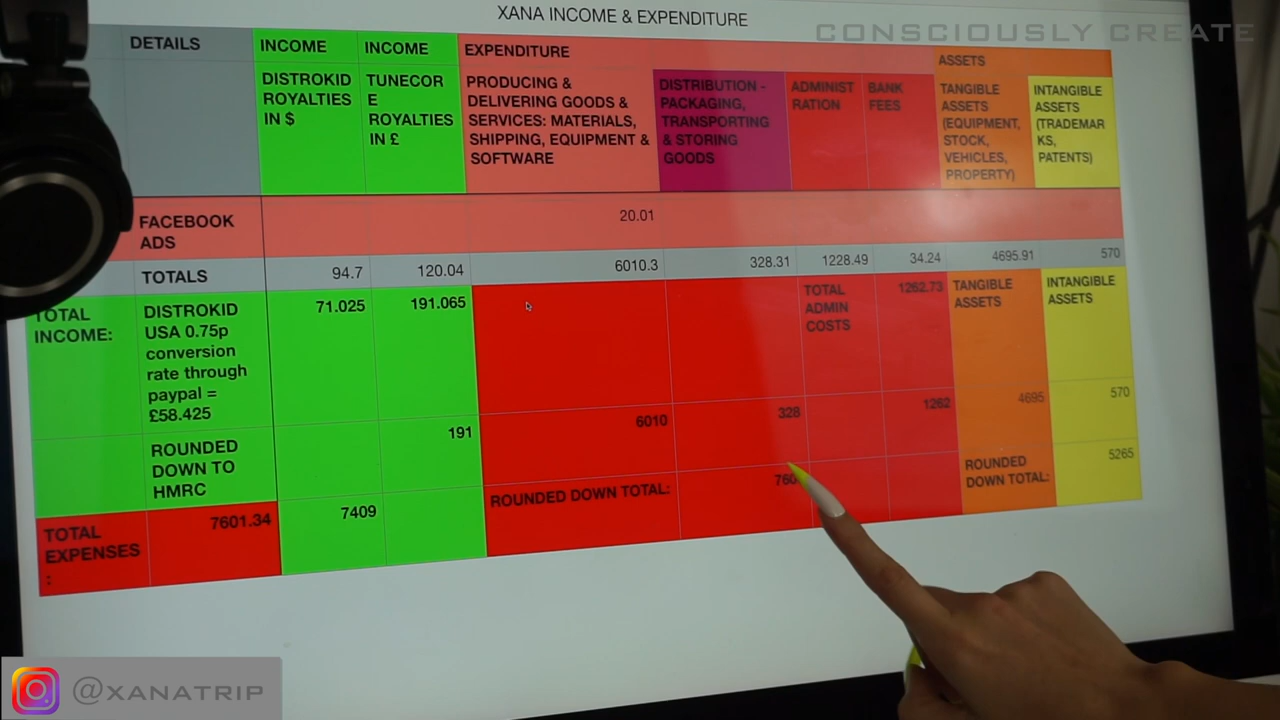 XANA INCOME & EXPENDITURE
CONSCIOUSLY CREATE
DETAILS
INCOME
INCOME
EXPENDITURE
ASSETS
DISTROKID
ROYALTIES
IN $
TUNECOR
E
ROYALTIES
IN £
PRODUCING &
DELIVERING GOODS &
SERVICES: MATERIALS,
SHIPPING, EQUIPMENT &
SOFTWARE
DISTRIBUTION -
PACKAGING,
TRANSPORTING
& STORING
GOODS
ADMINIST
RATION
BANK
FEES
TANGIBLE
ASSETS
(EQUIPMENT,
STOCK,
VEHICLES,
PROPERTY)
INTANGIBLE
ASSETS
(TRADEMAR
KS,
PATENTS)
FACEBOOK
ADS
20.01
TOTALS
94.7
120.04
6010.3
328.31
1228.49
34.24
4695.91
570
TOTAL
INCOME:
DISTROKID
USA 0.75p
conversion
rate through
paypal =
£58.425
71.025
191.065
TOTAL
ADMIN
COSTS
1262.73
TANGIBLE
ASSETS
INTANGIBLE
ASSETS
ROUNDED
DOWN TO
HMRC
191
6010
328
1262
4695
570
TOTAL
EXPENSES
:
7601.34
7409
ROUNDED DOWN TOTAL:
760
ROUNDED
DOWN TOTAL:
5265
@XANATRIP